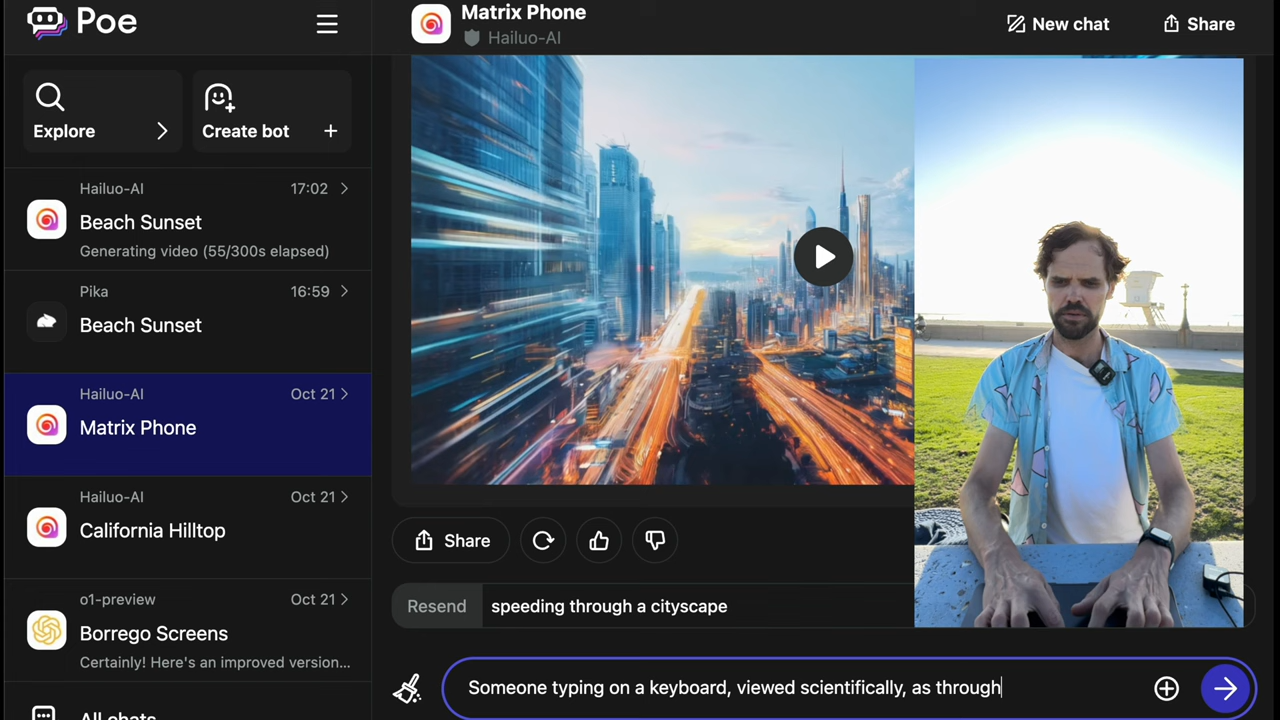 Poe
Explore
Create bot
Hailuo-AI 17:02
Beach Sunset
Generating video (55/300s elapsed)
Pika 16:59
Beach Sunset
Hailuo-AI Oct 21
Matrix Phone
Hailuo-AI Oct 21
California Hilltop
o1-preview Oct 21
Borrego Screens
Certainly! Here's an improved version...
All chats
Matrix Phone
Hailuo-AI
New chat
Share
Share
Resend
speeding through a cityscape
Someone typing on a keyboard, viewed scientifically, as through